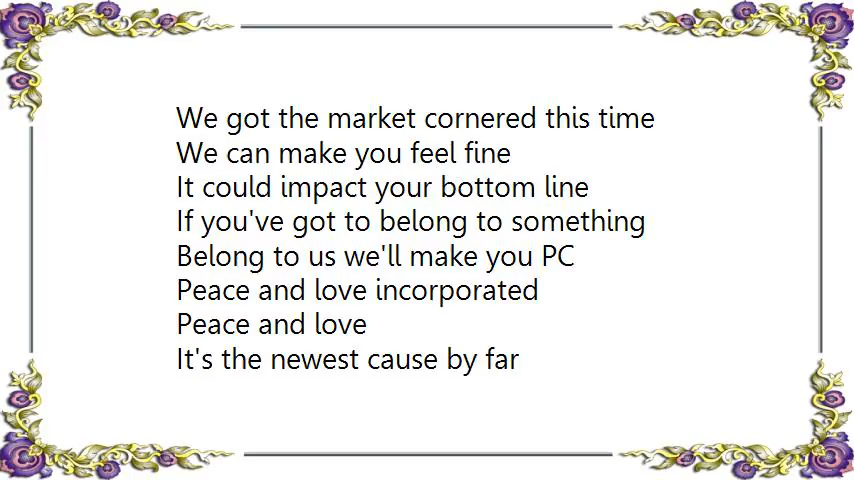 We got the market cornered this time
We can make you feel fine
It could impact your bottom line
If you've got to belong to something
Belong to us we'll make you PC
Peace and love incorporated
Peace and love
It's the newest cause by far